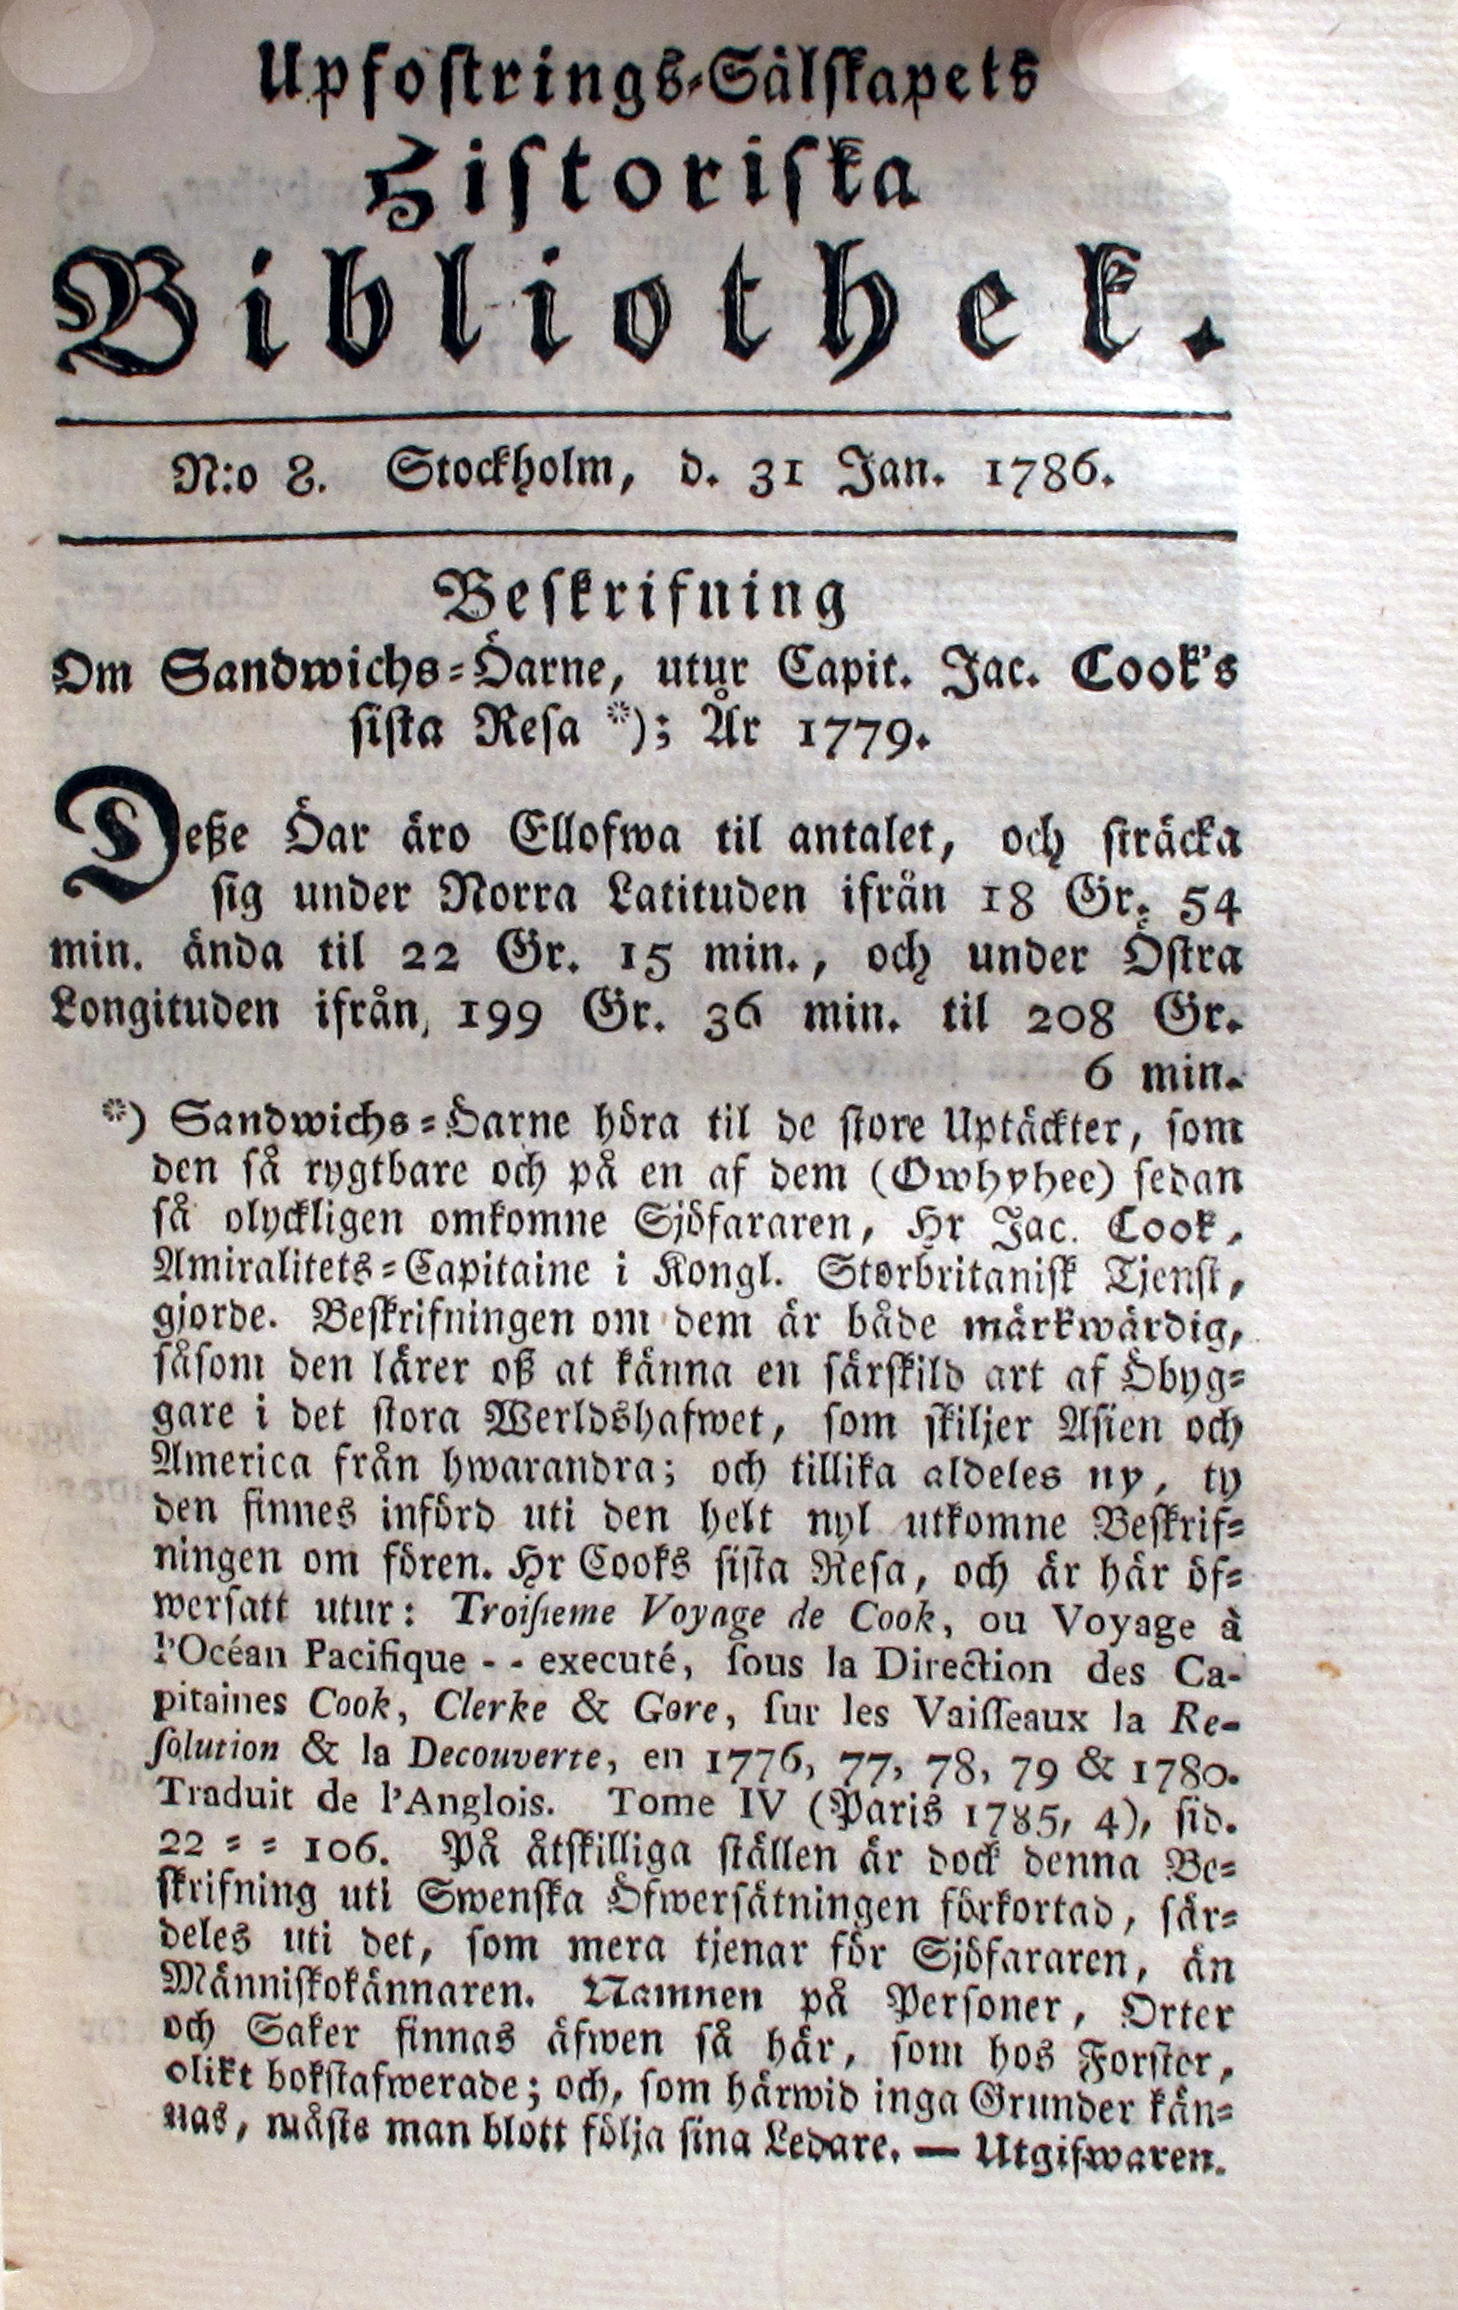 Upfostrings-Sälskapets
Historiska
Bibliothek.
N:o 8. Stockholm, d. 31 Jan. 1786.
Beskrifning
Om Sandwichs-Öarne, utur Capit. Jac. Cook's
sista Resa *); År 1779.
Deße Öar äro Ellofwa til antalet, och sträcka
sig under Norra Latituden ifrån 18 Gr. 54
min. ända til 22 Gr. 15 min., och under Östra
Longituden ifrån, 199 Gr. 36 min. til 208 Gr.
6 min.
*) Sandwichs-Öarne höra til de store Uptäckter, som
den så rygtbare och på en af dem (Owhyhee) sedan
så olyckligen omkomne Sjöfararen, Hr Jac. Cook,
Amiralitets-Capitaine i Kongl. Storbritanisk Tjenst,
gjorde. Beskrifningen om dem är både märkwärdig,
såsom den lärer oß at känna en särskild art af Öbyg-
gare i det stora Werldshafwet, som skiljer Asien och
America från hwarandra; och tillika aldeles ny, ty
den finnes införd uti den helt nyl utkomne Beskrif-
ningen om fören. Hr Cooks sista Resa, och är här öf-
wersatt utur: Troiſieme Voyage de Cook, ou Voyage à
l'Océan Pacifique - - executé, ſous la Direction des Ca-
pitaines Cook, Clerke & Gore, ſur les Vaiſſeaux la Re-
ſolution & la Decouverte, en 1776, 77, 78, 79 & 1780.
Traduit de l'Anglois. Tome IV (Paris 1785, 4), sid.
22 - - 106. På åtskilliga ställen är dock denna Be-
skrifning uti Swenska Öfwersätningen förkortad, sär-
deles uti det, som mera tjenar för Sjöfararen, än
Människokännaren. Namnen på Personer, Orter
och Saker finnas äfwen så här, som hos Forster,
olikt bokstafwerade; och, som härwid inga Grunder kän-
nas, måste man blott följa sina Ledare. — Utgifwaren.